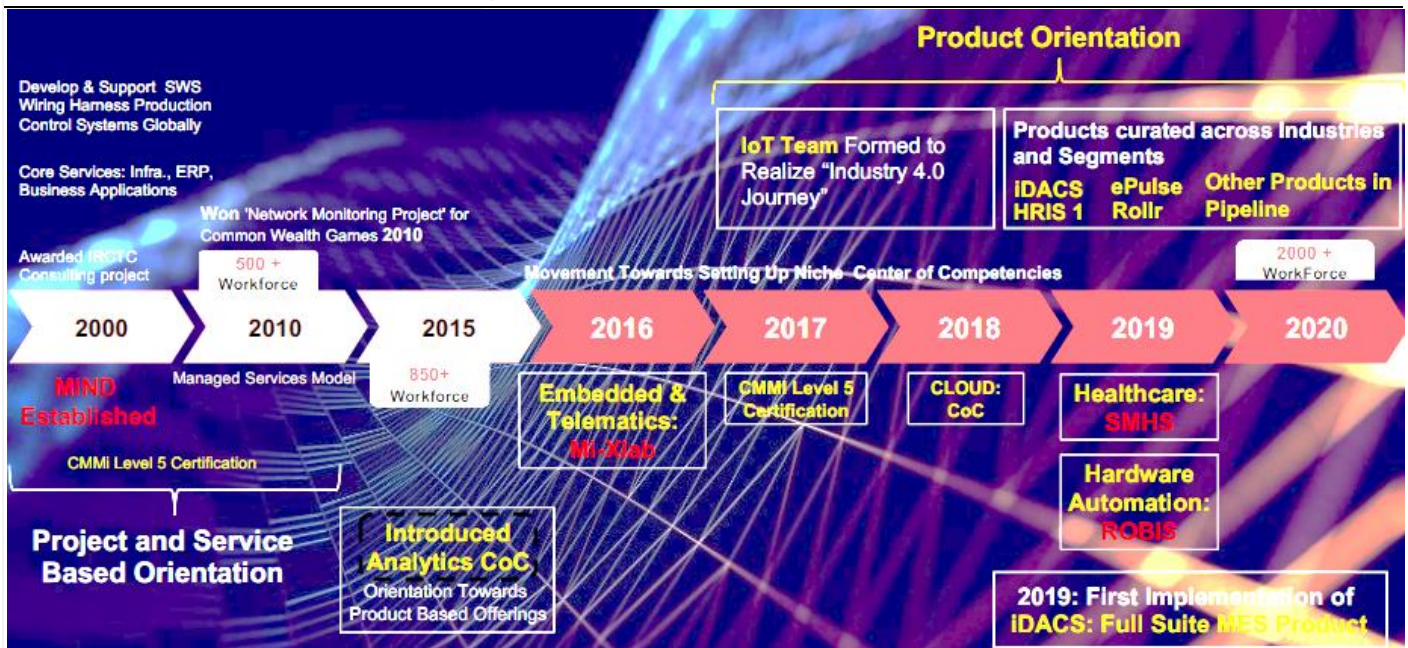 Product Orientation
Develop & Support SWS
Wiring Harness Production
Control Systems Globally
Core Services: Infra., ERP,
Business Applications
IoT Team Formed to
Realize “Industry 4.0
Journey”
Products curated across Industries
and Segments
iDACS ePulse Other Products in
HRIS 1 Rollr Pipeline
Won 'Network Monitoring Project' for
Common Wealth Games 2010
Awarded IRCTC
Consulting project
500 +
Workforce
Movement Towards Setting Up Niche Center of Competencies
2000 +
WorkForce
2000
2010
2015
2016
2017
2018
2019
2020
MIND
Established
Managed Services Model
850+
Workforce
Embedded &
Telematics:
Mi-Xlab
CMMI Level 5
Certification
CLOUD:
CoC
Healthcare:
SMHS
CMMi Level 5 Certification
Hardware
Automation:
ROBIS
Project and Service
Based Orientation
Introduced
Analytics CoC
Orientation Towards
Product Based Offerings
2019: First Implementation of
iDACS: Full Suite MES Product